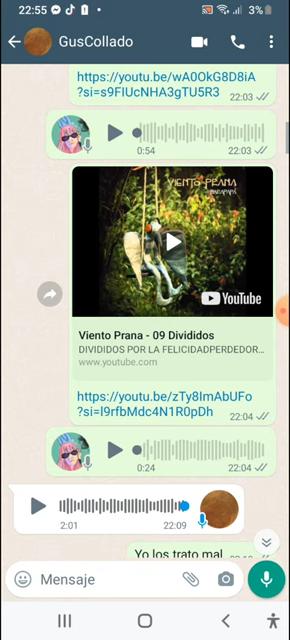 22:55
3%
GusCollado
https://youtu.be/wA0OkG8D8iA
?si=s9FIUcNHA3gTU5R3
22:03
0:54
22:03
VIENTO PRANA
YouTube
Viento Prana - 09 Divididos
DIVIDIDOS POR LA FELICIDADPERDEDOR...
www.youtube.com
https://youtu.be/zTy8ImAbUFo
?si=I9rfbMdc4N1R0pDh
22:04
0:24
22:04
2:01
22:09
Yo los trato mal
Mensaje